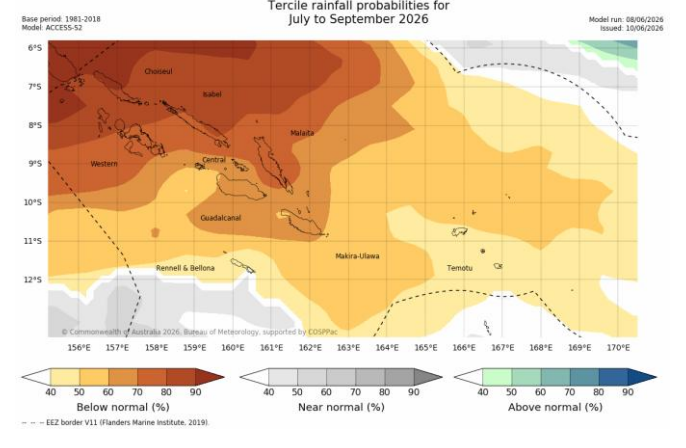 Tercile rainfall probabilities for
July to September 2026
Base period: 1981-2018
Model: ACCESS-S2
Model run: 08/06/2026
Issued: 10/06/2026
6°S
7°S
8°S
9°S
10°S
11°S
12°S
Choiseul
Isabel
Malaita
Western
Central
Guadalcanal
Makira-Ulawa
Rennell & Bellona
Temotu
© Commonwealth of Australia 2026, Bureau of Meteorology, supported by COSPPac
156°E 157°E 158°E 159°E 160°E 161°E 162°E 163°E 164°E 165°E 166°E 167°E 168°E 169°E 170°E
40 50 60 70 80 90
Below normal (%)
40 50 60 70 80 90
Near normal (%)
40 50 60 70 80 90
Above normal (%)
-- -- -- EEZ border V11 (Flanders Marine Institute, 2019).